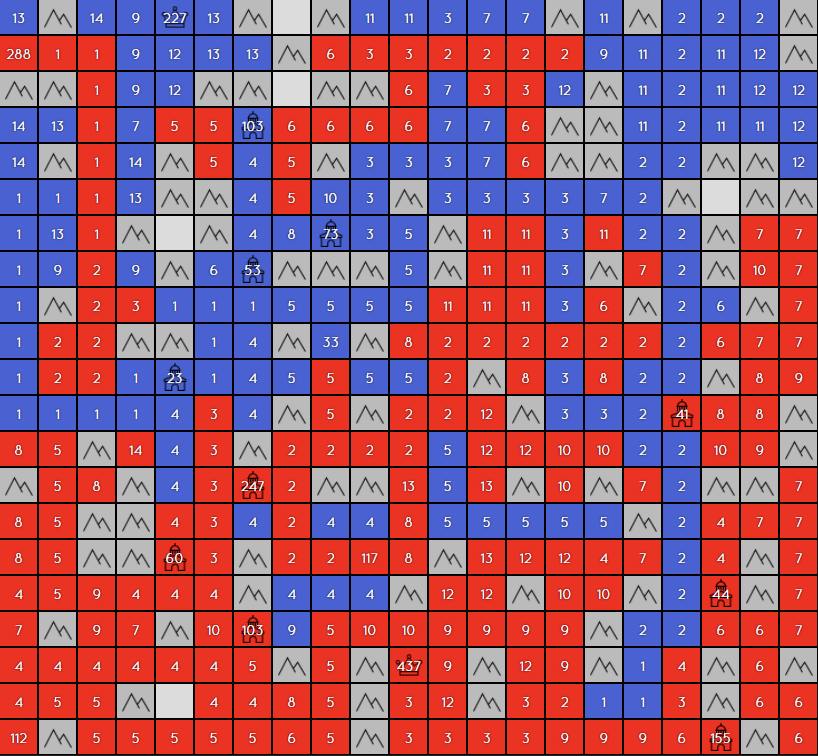 13 14 9 227 13 11 11 3 7 7 11 2 2 2
288 1 1 9 12 13 13 6 3 3 2 2 2 2 9 11 2 11 12
1 9 12 6 7 3 3 12 11 2 11 12 12
14 13 1 7 5 5 103 6 6 6 6 7 7 6 11 2 11 11 12
14 1 14 5 4 5 3 3 3 7 6 2 2 12
1 1 1 13 4 5 10 3 3 3 3 3 7 2
1 13 1 4 8 73 3 5 11 11 3 11 2 2 7 7
1 9 2 9 6 53 5 11 11 3 7 2 10 7
1 2 3 1 1 1 5 5 5 5 11 11 11 3 6 2 6 7
1 2 2 1 4 33 8 2 2 2 2 2 2 2 6 7 7
1 2 2 1 23 1 4 5 5 5 5 2 8 3 8 2 2 8 9
1 1 1 1 4 3 4 5 2 2 12 3 3 2 41 8 8
8 5 14 4 3 2 2 2 2 5 12 12 10 10 2 2 10 9
5 8 4 3 247 2 13 5 13 10 7 2 7
8 5 4 3 4 2 4 4 8 5 5 5 5 5 2 4 7 7
8 5 60 3 2 2 117 8 13 12 12 4 7 2 4 7
4 5 9 4 4 4 4 4 4 12 12 10 10 2 44 7
7 9 7 10 103 9 5 10 10 9 9 9 9 2 2 6 6 7
4 4 4 4 4 4 5 5 437 9 12 9 1 4 6
4 5 5 4 4 8 5 3 12 3 2 1 1 3 6 6
112 5 5 5 5 5 6 5 3 3 3 3 9 9 9 6 155 6